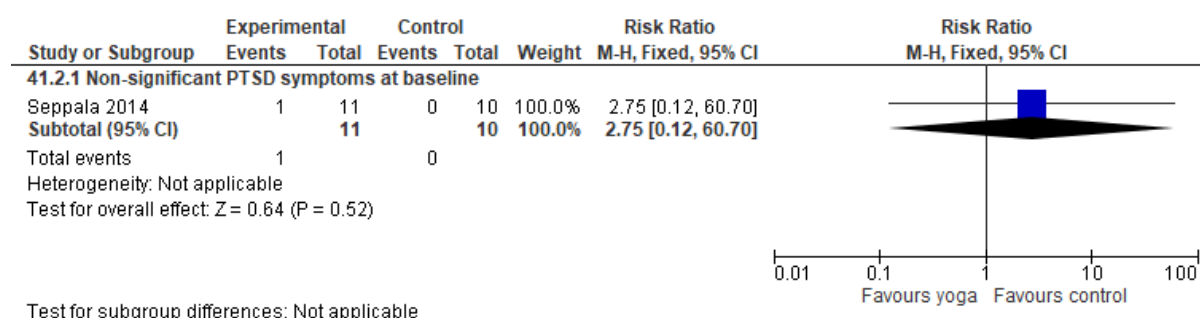 Experimental Control Risk Ratio Risk Ratio
Study or Subgroup Events Total Events Total Weight M-H, Fixed, 95% CI M-H, Fixed, 95% CI
41.2.1 Non-significant PTSD symptoms at baseline
Seppala 2014 1 11 0 10 100.0% 2.75 [0.12, 60.70]
Subtotal (95% CI) 11 10 100.0% 2.75 [0.12, 60.70]
Total events 1 0
Heterogeneity: Not applicable
Test for overall effect: Z = 0.64 (P = 0.52)
0.01 0.1 1 10 100
Favours yoga Favours control
Test for subgroup differences: Not applicable